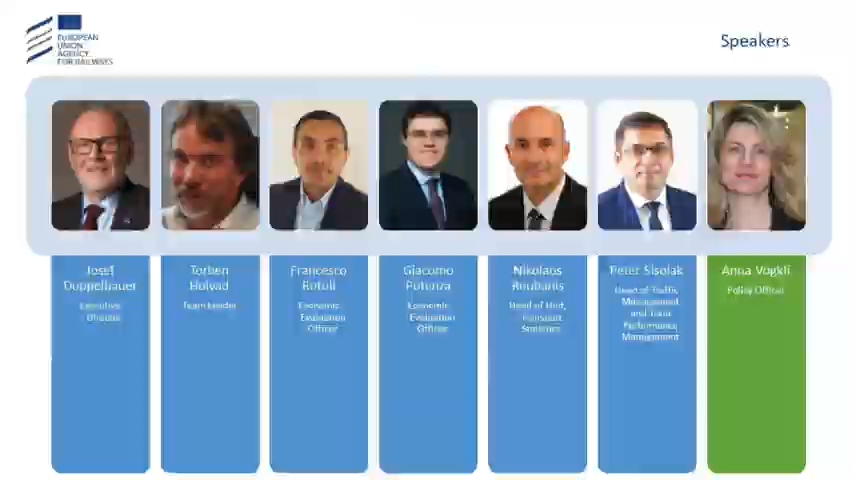 EUROPEAN
UNION
AGENCY
FOR RAILWAYS
Speakers
Josef
Doppelbauer
Executive
Director
Torben
Holvad
Team Leader
Francesco
Rotoli
Economic
Evaluation
Officer
Giacomo
Potenza
Economic
Evaluation
Officer
Nikolaos
Roubanis
Head of Unit,
Transport
Statistics
Peter Sisolak
Head of Traffic
Management
and Train
Performance
Management
Anna Vogkli
Policy Officer